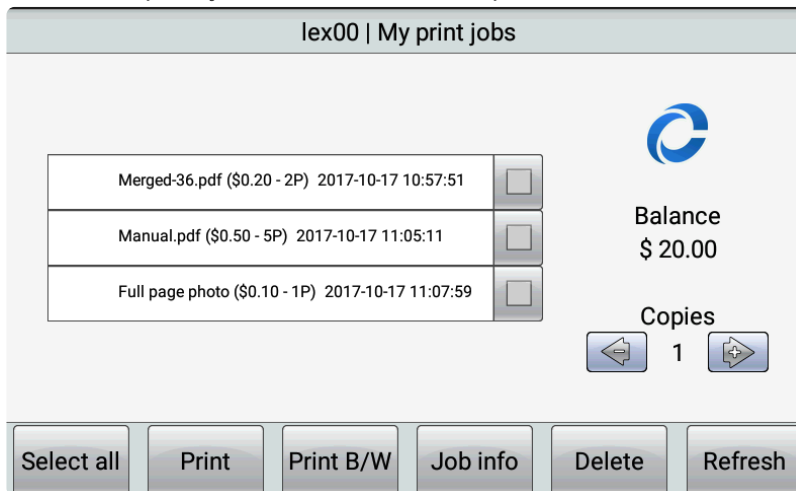 lex00 | My print jobs
Merged-36.pdf ($0.20 - 2P) 2017-10-17 10:57:51
Manual.pdf ($0.50 - 5P) 2017-10-17 11:05:11
Full page photo ($0.10 - 1P) 2017-10-17 11:07:59
Balance
$ 20.00
Copies
1
Select all
Print
Print B/W
Job info
Delete
Refresh